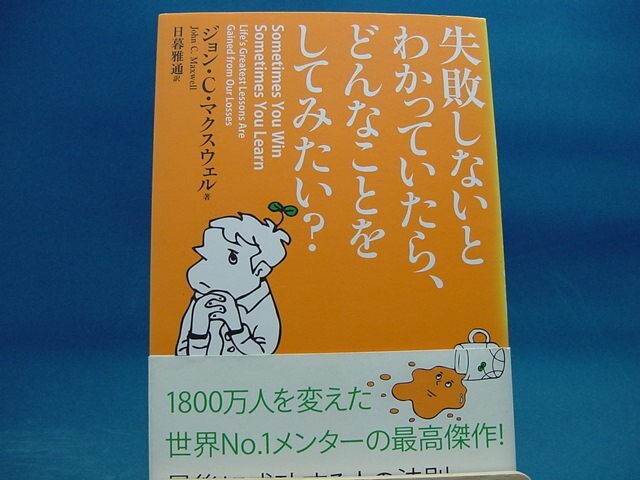 失敗しないと
わかっていたら、
どんなことを
してみたい?
Sometimes You Win
Sometimes You Learn
Life's Greatest Lessons Are
Gained from Our Losses
ジョン・C・マクスウェル 著
John C. Maxwell
日暮雅通 訳
1800万人を変えた
世界No.1メンターの最高傑作!